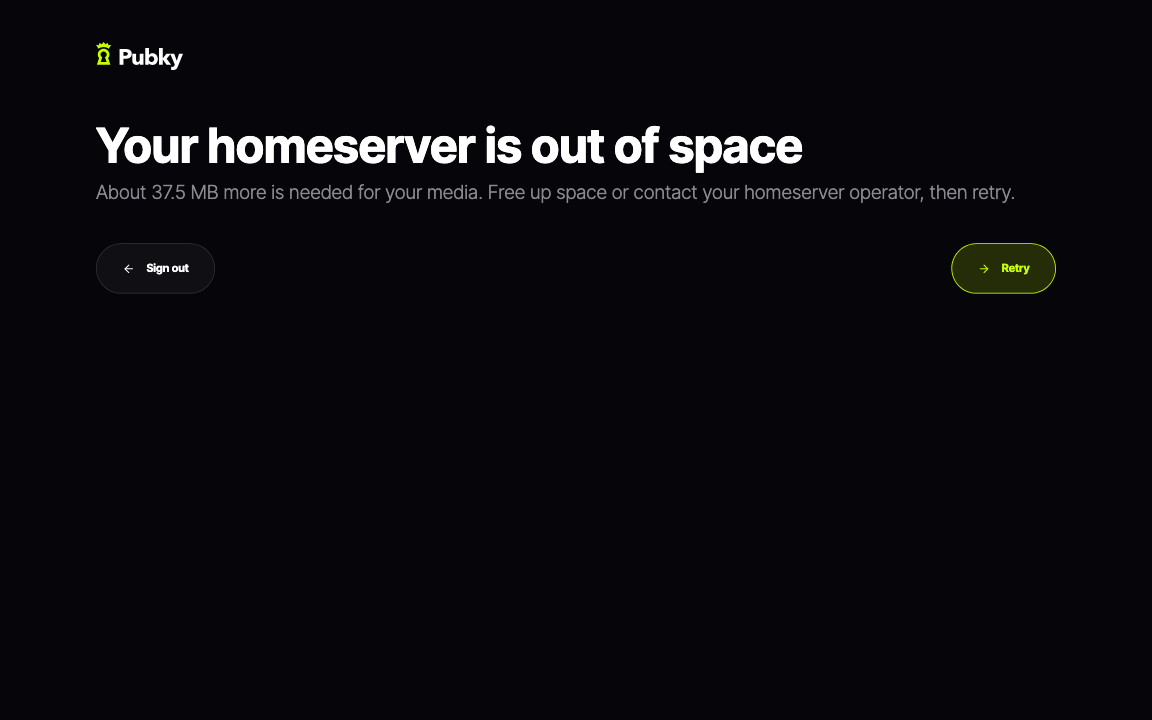 Pubky
Your homeserver is out of space
About 37.5 MB more is needed for your media. Free up space or contact your homeserver operator, then retry.
Sign out
Retry